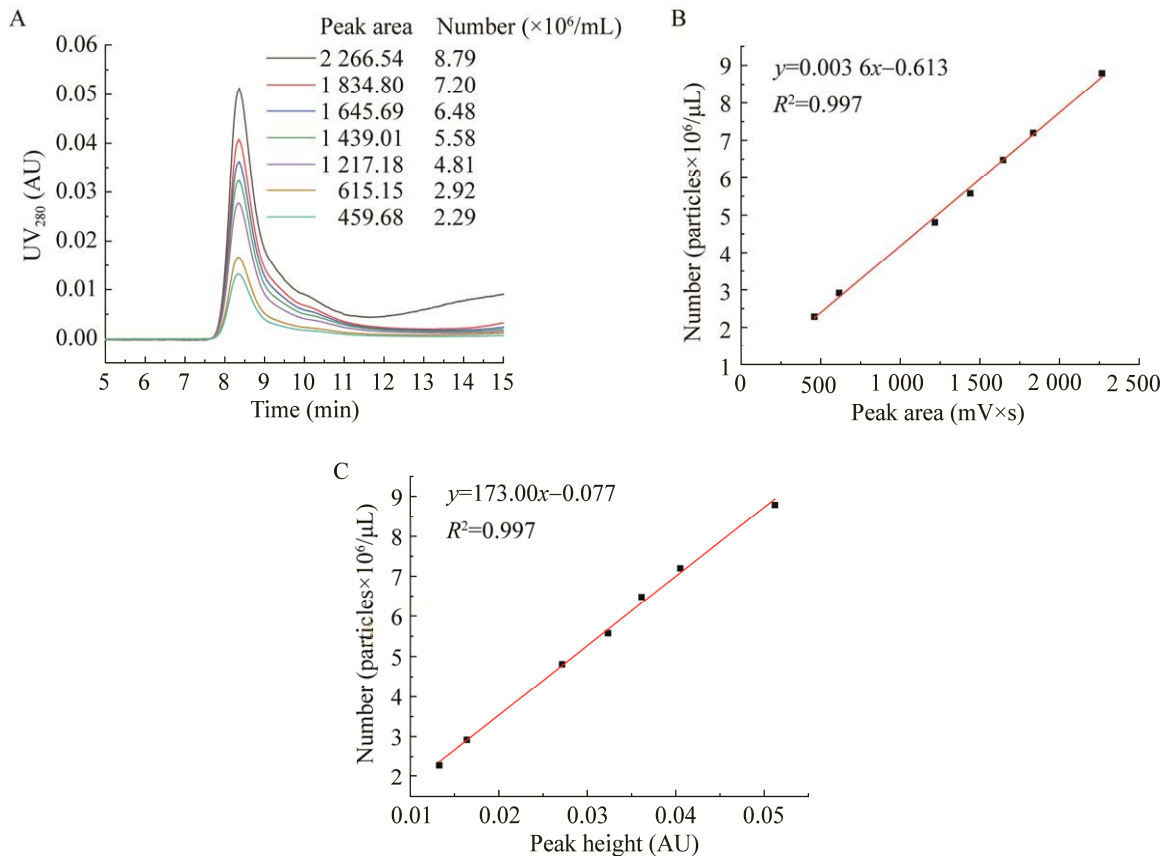 A
Peak area Number (×10⁶/mL)
2 266.54 8.79
1 834.80 7.20
1 645.69 6.48
1 439.01 5.58
1 217.18 4.81
615.15 2.92
459.68 2.29
UV₂₈₀ (AU)
0.06
0.05
0.04
0.03
0.02
0.01
0.00
5 6 7 8 9 10 11 12 13 14 15
Time (min)
B
y=0.003 6x−0.613
R²=0.997
Number (particles×10⁶/μL)
9
8
7
6
5
4
3
2
1
0 500 1 000 1 500 2 000 2 500
Peak area (mV×s)
C
y=173.00x−0.077
R²=0.997
Number (particles×10⁶/μL)
9
8
7
6
5
4
3
2
0.01 0.02 0.03 0.04 0.05
Peak height (AU)